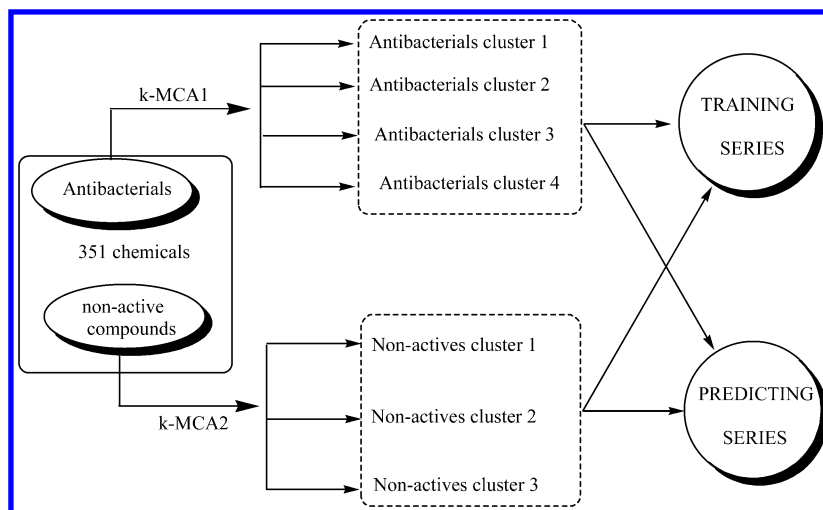 k-MCA1
Antibacterials
351 chemicals
non-active
compounds
k-MCA2
Antibacterials cluster 1
Antibacterials cluster 2
Antibacterials cluster 3
Antibacterials cluster 4
Non-actives cluster 1
Non-actives cluster 2
Non-actives cluster 3
TRAINING
SERIES
PREDICTING
SERIES